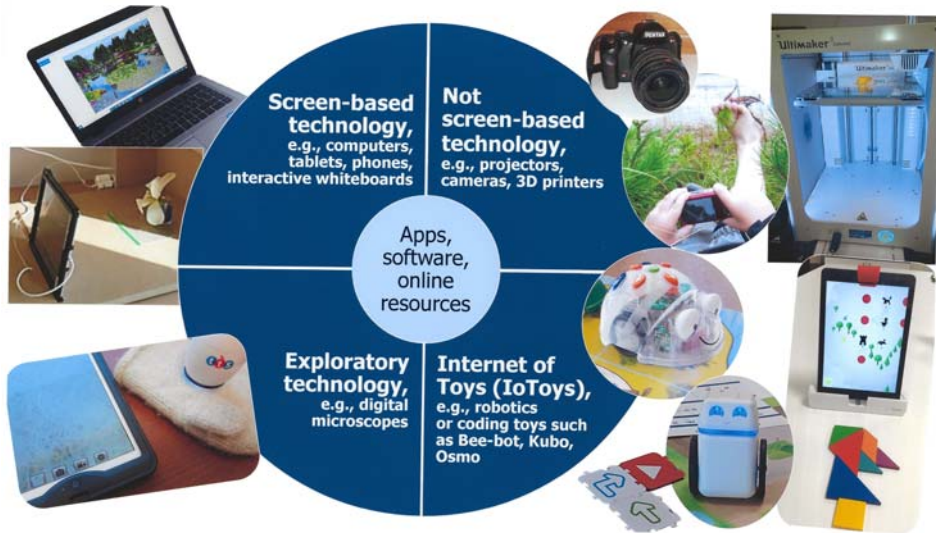 Screen-based
technology,
e.g., computers,
tablets, phones,
interactive whiteboards
Not
screen-based
technology,
e.g., projectors,
cameras, 3D printers
Apps,
software,
online
resources
Exploratory
technology,
e.g., digital
microscopes
Internet of
Toys (IoToys),
e.g., robotics
or coding toys such
as Bee-bot, Kubo,
Osmo
PENTAX
Ultimaker
Ultimaker